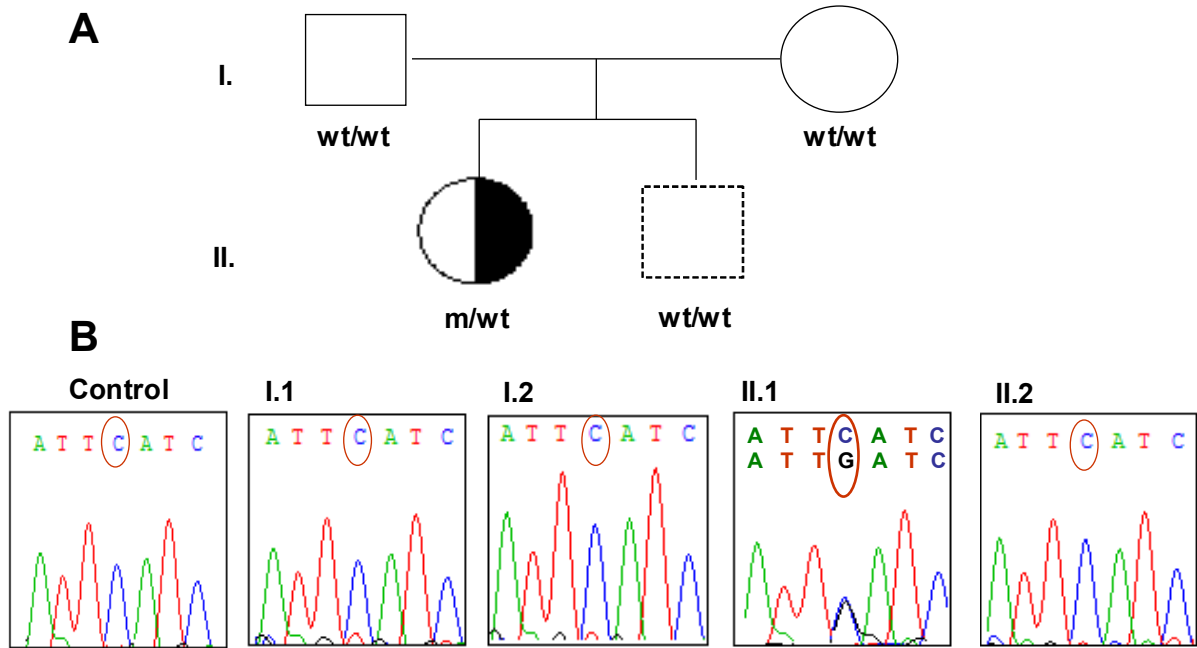 A
I.
wt/wt wt/wt
II.
m/wt wt/wt
B
Control I.1 I.2 II.1 II.2
A T T C A T C
A T T C A T C
A T T C A T C
A T T C A T C
A T T G A T C
A T T C A T C